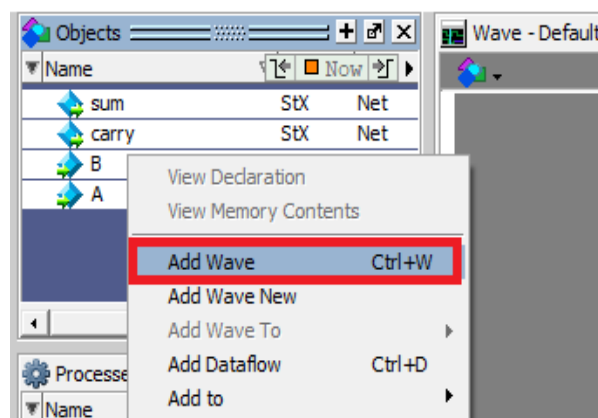 Objects
Wave - Default
Name Now
sum StX Net
carry StX Net
B
A
View Declaration
View Memory Contents
Add Wave Ctrl+W
Add Wave New
Add Wave To
Add Dataflow Ctrl+D
Add to
Processe
Name